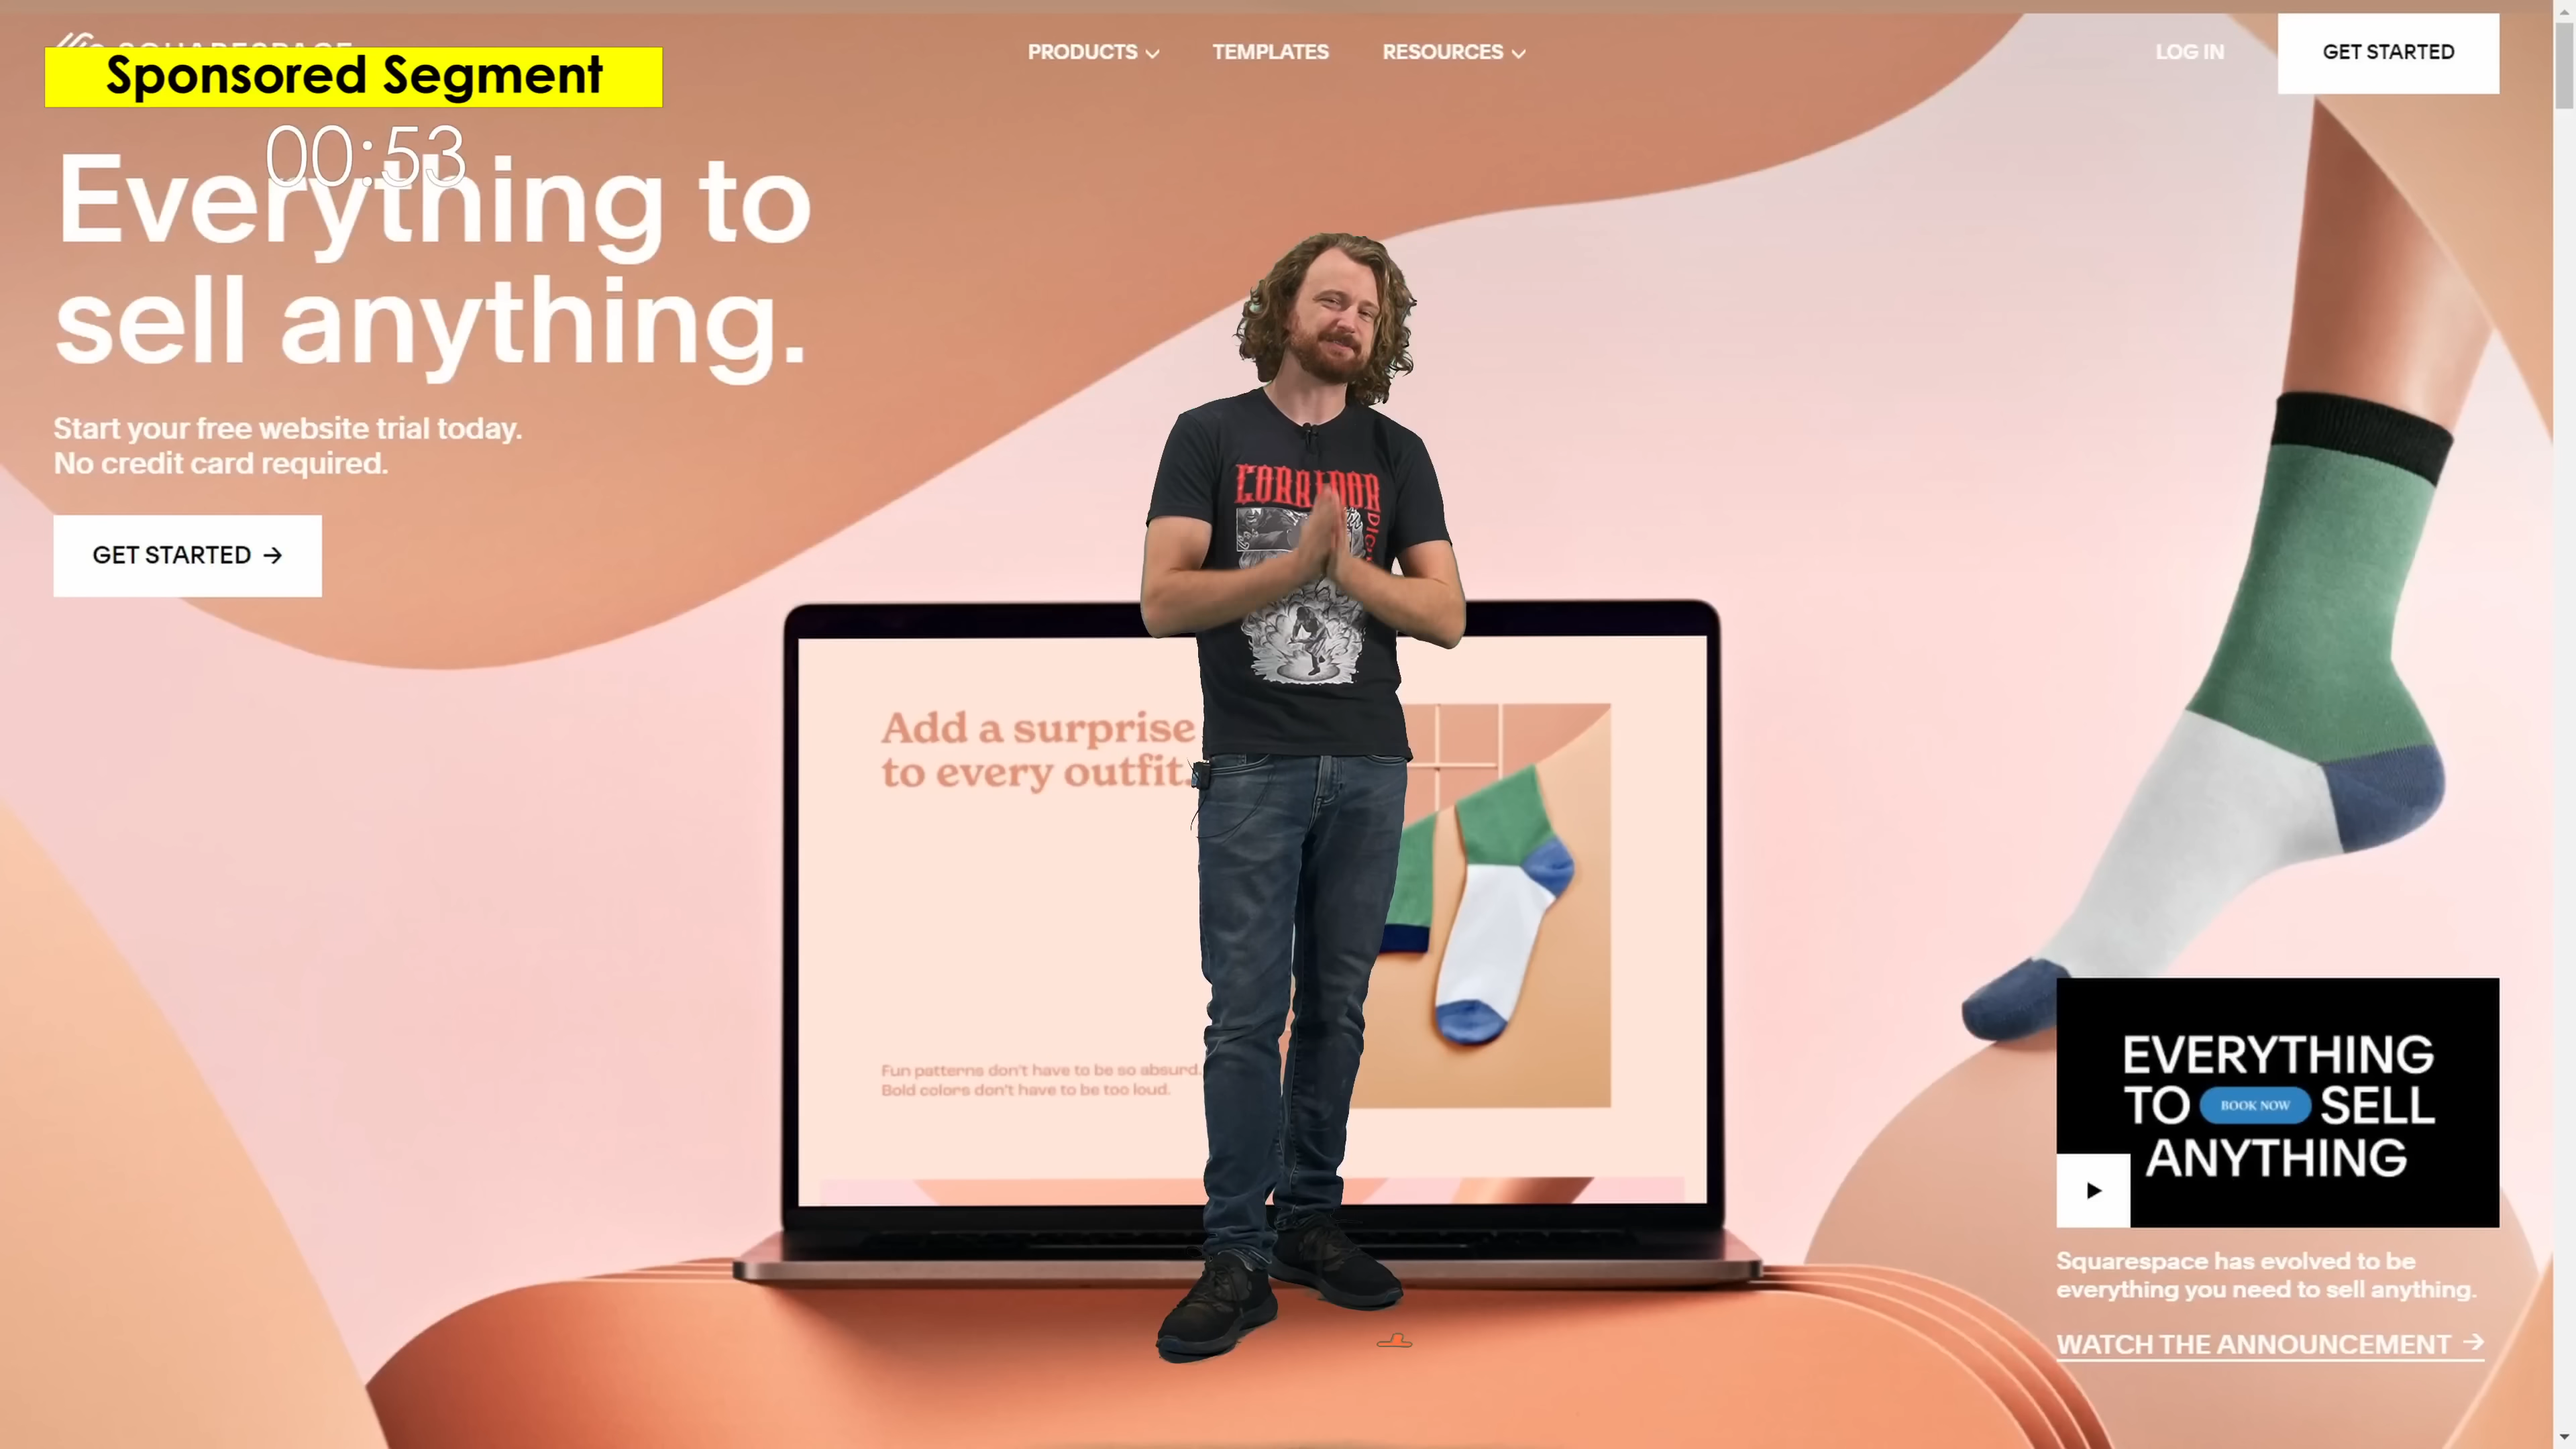 SQUARESPACE
PRODUCTS
TEMPLATES
RESOURCES
LOG IN
GET STARTED
Sponsored Segment
00:53
Everything to
sell anything.
Start your free website trial today.
No credit card required.
GET STARTED →
CORRIDOR
Add a surprise
to every outfit.
Fun patterns don't have to be so absurd.
Bold colors don't have to be too loud.
EVERYTHING
TO BOOK NOW SELL
ANYTHING
Squarespace has evolved to be
everything you need to sell anything.
WATCH THE ANNOUNCEMENT →